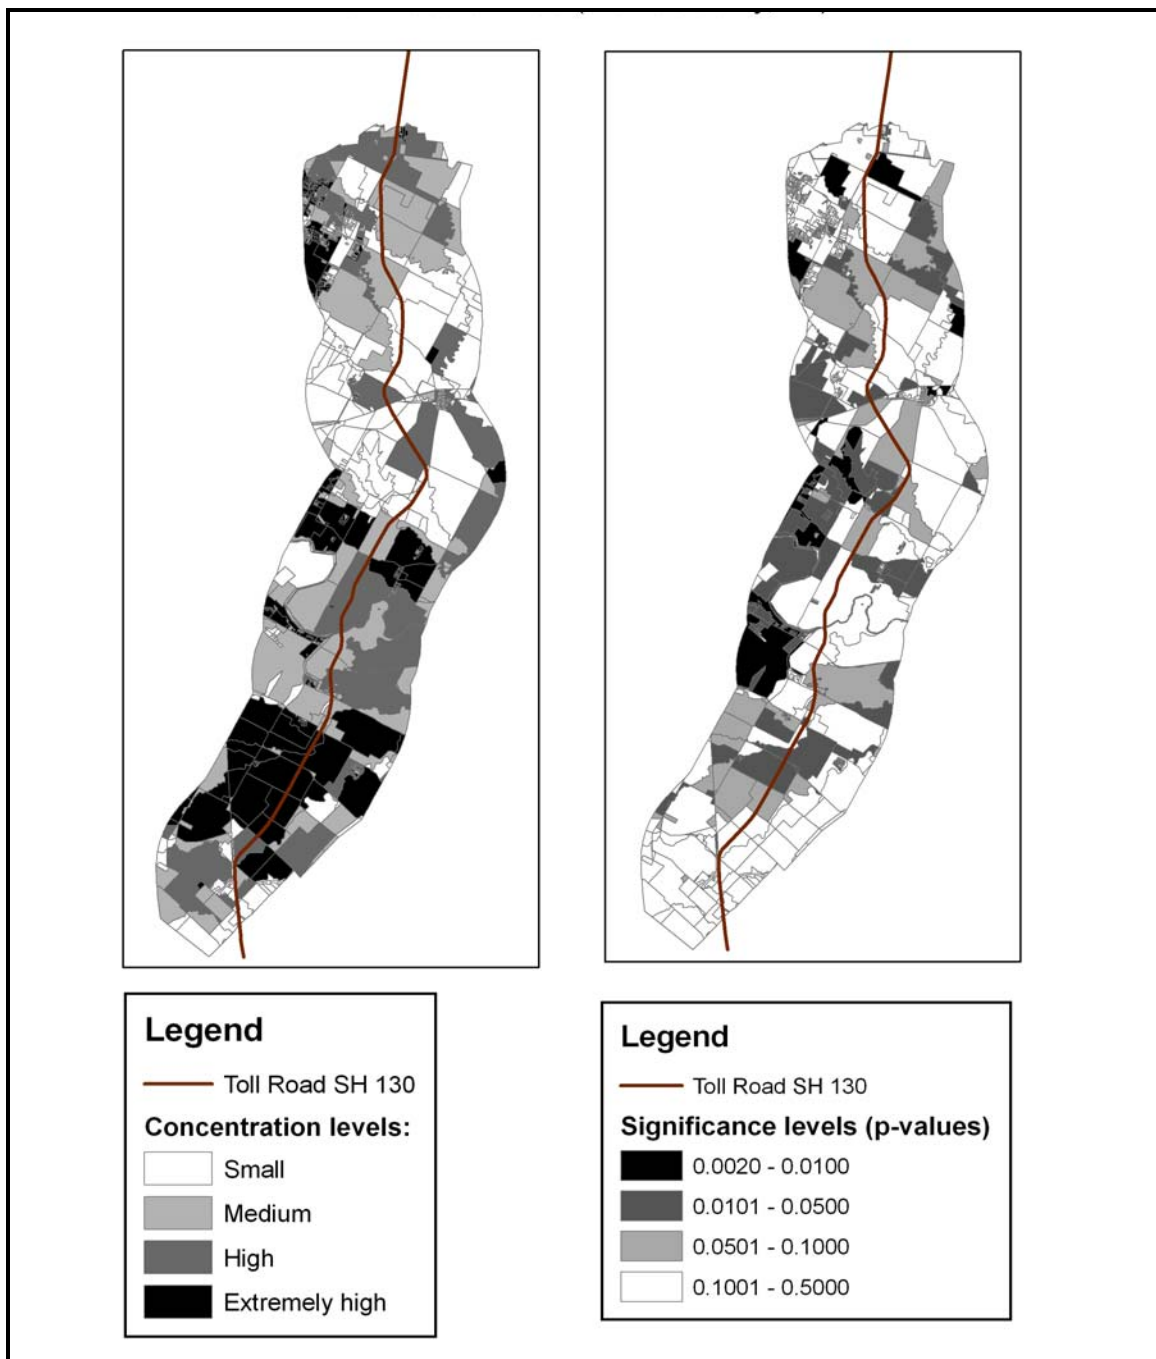 Legend
Toll Road SH 130
Concentration levels:
Small
Medium
High
Extremely high
Legend
Toll Road SH 130
Significance levels (p-values)
0.0020 - 0.0100
0.0101 - 0.0500
0.0501 - 0.1000
0.1001 - 0.5000